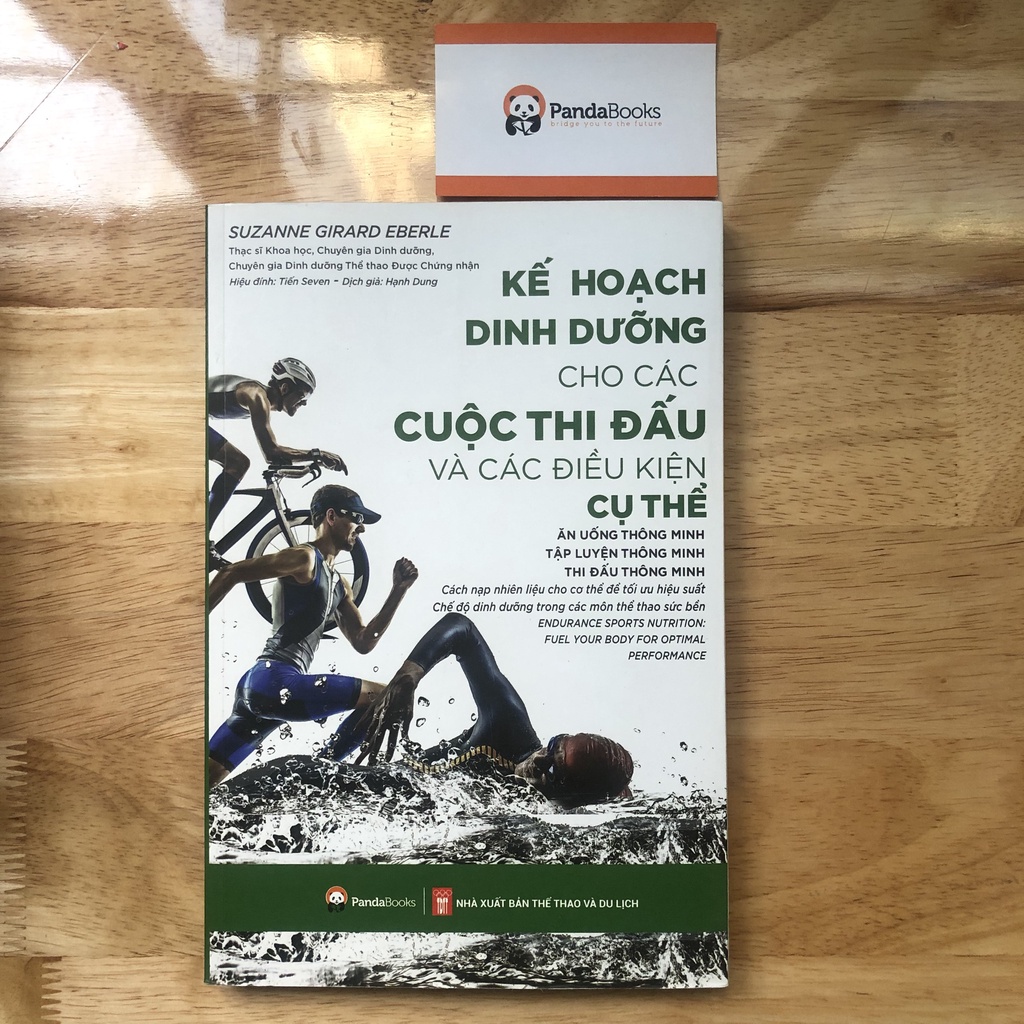 PandaBooks
bridge you to the future
SUZANNE GIRARD EBERLE
Thạc sĩ Khoa học, Chuyên gia Dinh dưỡng,
Chuyên gia Dinh dưỡng Thể thao Được Chứng nhận
Hiệu đính: Tiến Seven - Dịch giả: Hạnh Dung
KẾ HOẠCH
DINH DƯỠNG
CHO CÁC
CUỘC THI ĐẤU
VÀ CÁC ĐIỀU KIỆN
CỤ THỂ
ĂN UỐNG THÔNG MINH
TẬP LUYỆN THÔNG MINH
THI ĐẤU THÔNG MINH
Cách nạp nhiên liệu cho cơ thể để tối ưu hiệu suất
Chế độ dinh dưỡng trong các môn thể thao sức bền
ENDURANCE SPORTS NUTRITION:
FUEL YOUR BODY FOR OPTIMAL
PERFORMANCE
PandaBooks
TDTT
NHÀ XUẤT BẢN THỂ THAO VÀ DU LỊCH